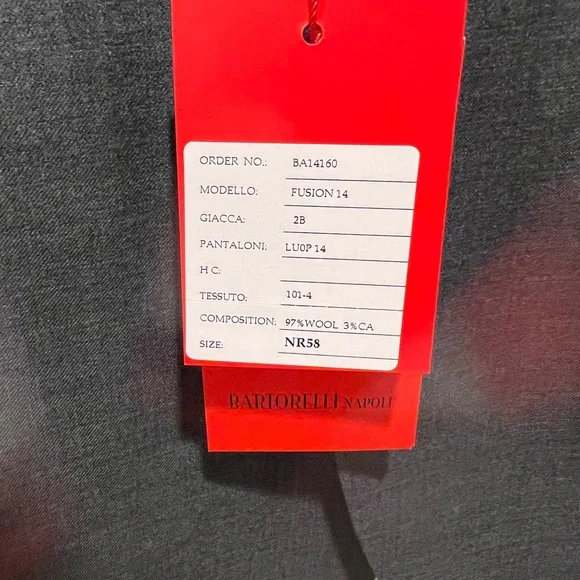 ORDER NO.: BA14160
MODELLO: FUSION 14
GIACCA: 2B
PANTALONI: LU0P 14
H C:
TESSUTO: 101-4
COMPOSITION: 97%WOOL 3%CA
SIZE: NR58
BARTORELLI NAPOLI